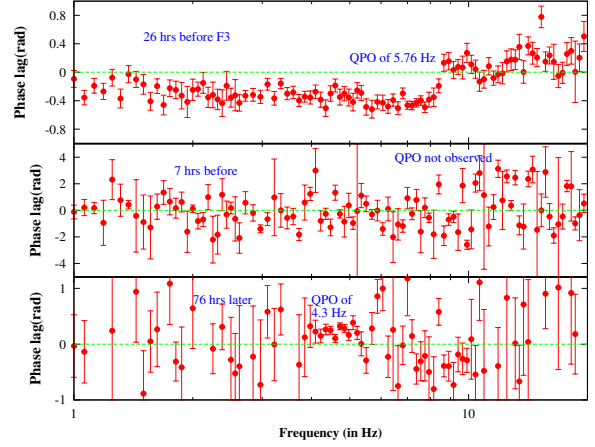 0.8
26 hrs before F3
0.4
QPO of 5.76 Hz
0
-0.4
-0.8
Phase lag(rad)
4
QPO not observed
7 hrs before
2
0
-2
-4
Phase lag(rad)
1
76 hrs later
QPO of
4.3 Hz
0
-1
Phase lag(rad)
1
10
Frequency (in Hz)